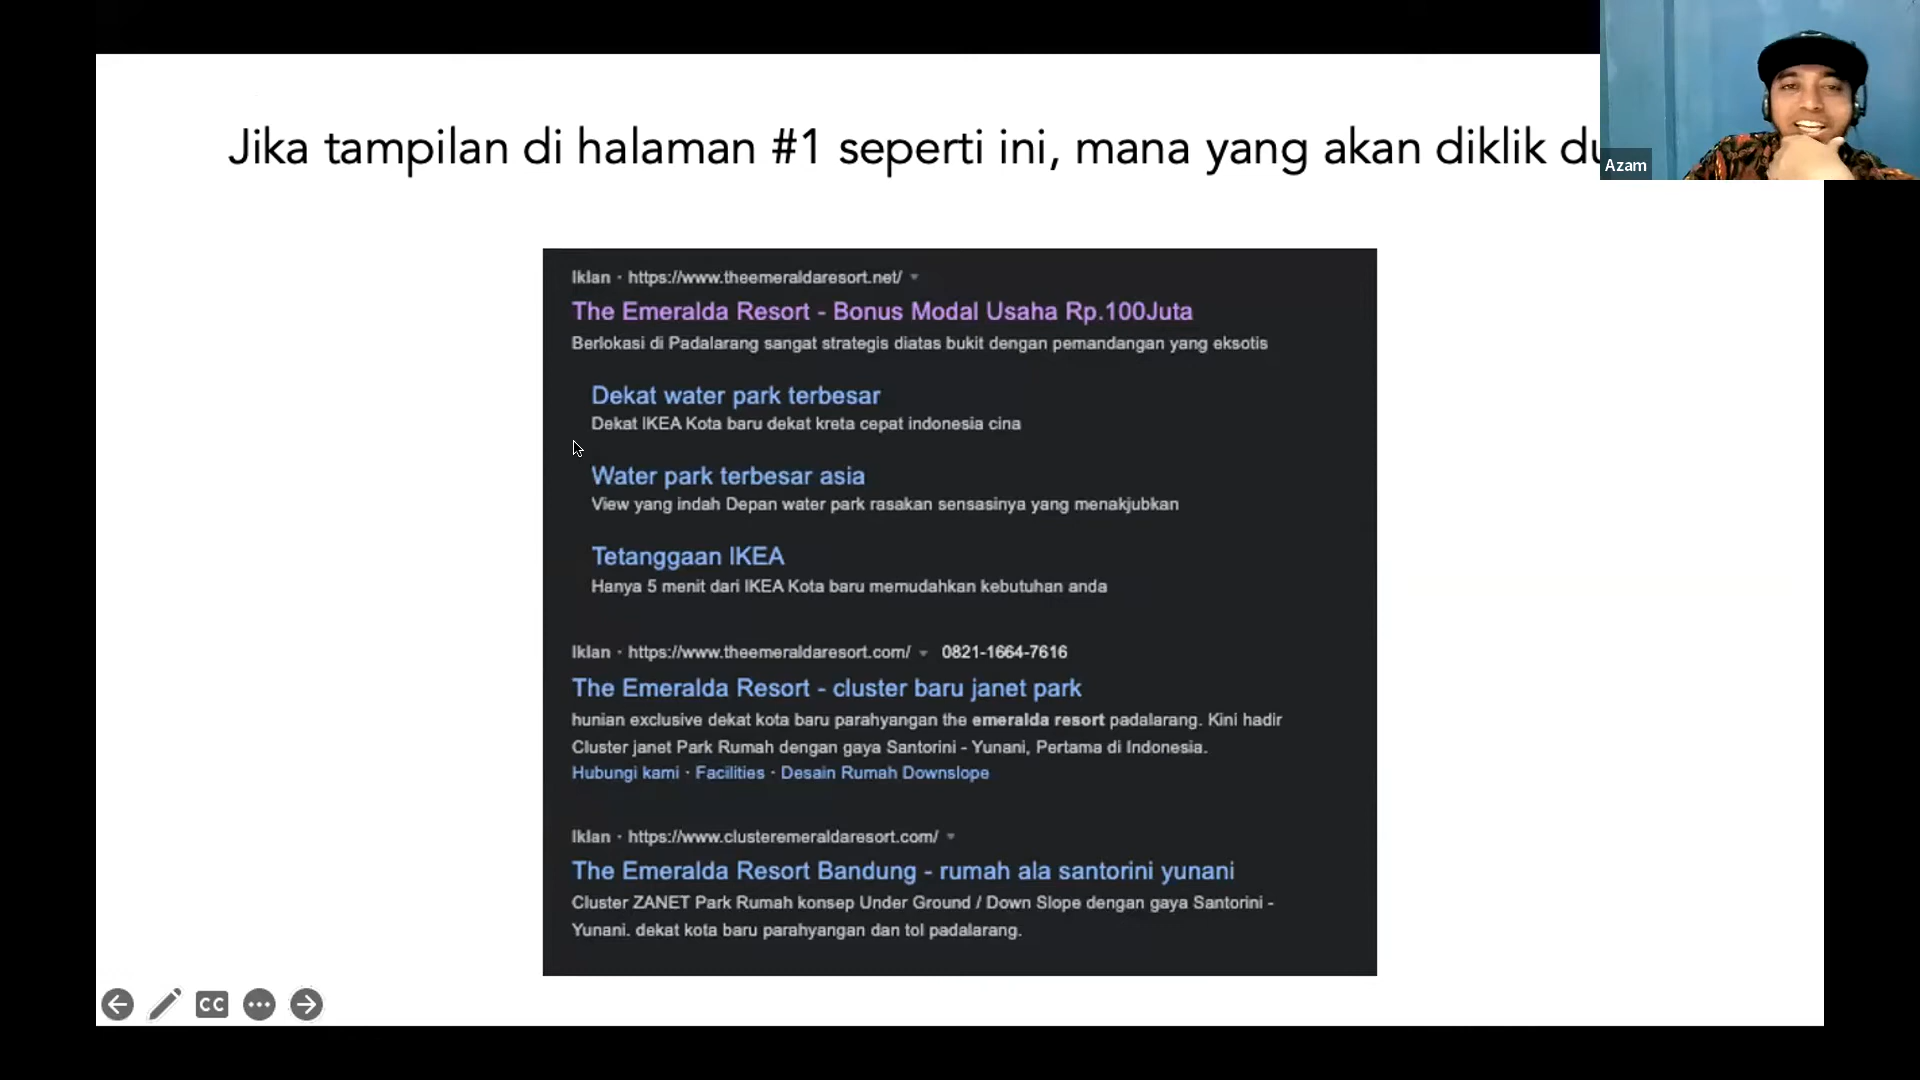 Jika tampilan di halaman #1 seperti ini, mana yang akan diklik
Azam
Iklan · https://www.theemeraldaresort.net/
The Emeralda Resort - Bonus Modal Usaha Rp.100Juta
Berlokasi di Padalarang sangat strategis diatas bukit dengan pemandangan yang eksotis
Dekat water park terbesar
Dekat IKEA Kota baru dekat kreta cepat indonesia cina
Water park terbesar asia
View yang indah Depan water park rasakan sensasinya yang menakjubkan
Tetanggaan IKEA
Hanya 5 menit dari IKEA Kota baru memudahkan kebutuhan anda
Iklan · https://www.theemeraldaresort.com/ 0821-1664-7616
The Emeralda Resort - cluster baru janet park
hunian exclusive dekat kota baru parahyangan the emeralda resort padalarang. Kini hadir
Cluster janet Park Rumah dengan gaya Santorini - Yunani, Pertama di Indonesia.
Hubungi kami · Facilities · Desain Rumah Downslope
Iklan · https://www.clusteremeraldaresort.com/
The Emeralda Resort Bandung - rumah ala santorini yunani
Cluster ZANET Park Rumah konsep Under Ground / Down Slope dengan gaya Santorini -
Yunani. dekat kota baru parahyangan dan tol padalarang.
CC